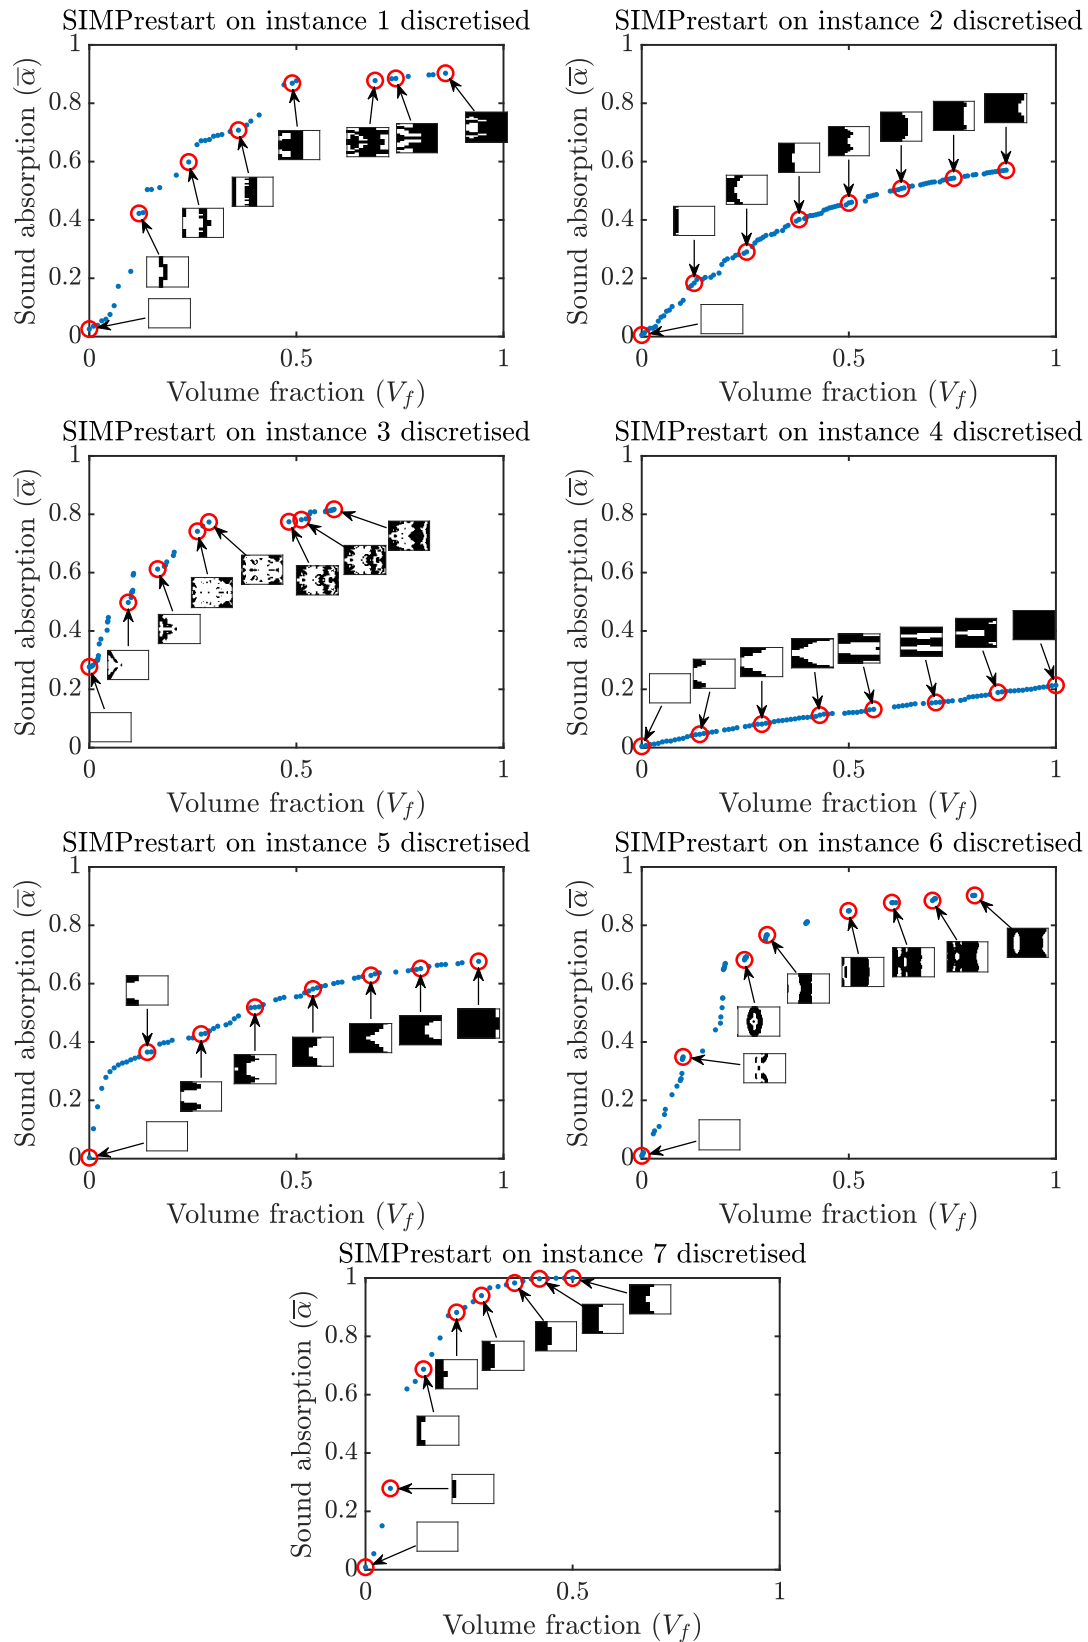 SIMPrestart on instance 1 discretised
1
0.8
0.6
0.4
0.2
0
0 0.5 1
Sound absorption (α̅)
Volume fraction (V_f)
SIMPrestart on instance 2 discretised
1
0.8
0.6
0.4
0.2
0
0 0.5 1
Sound absorption (α̅)
Volume fraction (V_f)
SIMPrestart on instance 3 discretised
1
0.8
0.6
0.4
0.2
0
0 0.5 1
Sound absorption (α̅)
Volume fraction (V_f)
SIMPrestart on instance 4 discretised
1
0.8
0.6
0.4
0.2
0
0 0.5 1
Sound absorption (α̅)
Volume fraction (V_f)
SIMPrestart on instance 5 discretised
1
0.8
0.6
0.4
0.2
0
0 0.5 1
Sound absorption (α̅)
Volume fraction (V_f)
SIMPrestart on instance 6 discretised
1
0.8
0.6
0.4
0.2
0
0 0.5 1
Sound absorption (α̅)
Volume fraction (V_f)
SIMPrestart on instance 7 discretised
1
0.8
0.6
0.4
0.2
0
0 0.5 1
Sound absorption (α̅)
Volume fraction (V_f)